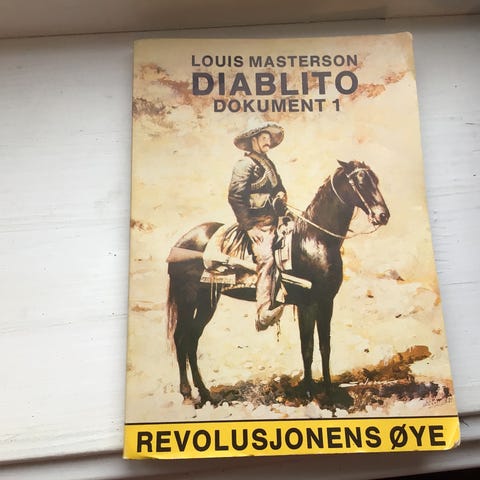 LOUIS MASTERSON
DIABLITO
DOKUMENT 1
REVOLUSJONENS ØYE